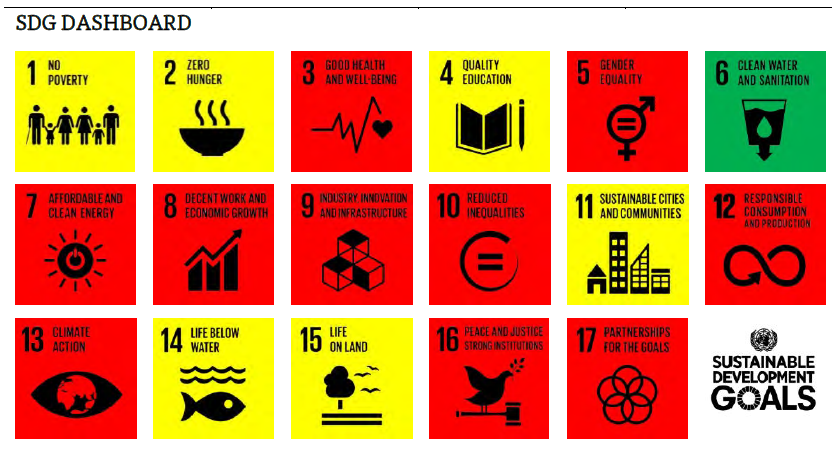 SDG DASHBOARD
1 NO
POVERTY
2 ZERO
HUNGER
3 GOOD HEALTH
AND WELL-BEING
4 QUALITY
EDUCATION
5 GENDER
EQUALITY
6 CLEAN WATER
AND SANITATION
7 AFFORDABLE AND
CLEAN ENERGY
8 DECENT WORK AND
ECONOMIC GROWTH
9 INDUSTRY, INNOVATION
AND INFRASTRUCTURE
10 REDUCED
INEQUALITIES
11 SUSTAINABLE CITIES
AND COMMUNITIES
12 RESPONSIBLE
CONSUMPTION
AND PRODUCTION
13 CLIMATE
ACTION
14 LIFE BELOW
WATER
15 LIFE
ON LAND
16 PEACE AND JUSTICE
STRONG INSTITUTIONS
17 PARTNERSHIPS
FOR THE GOALS
SUSTAINABLE
DEVELOPMENT
GOALS